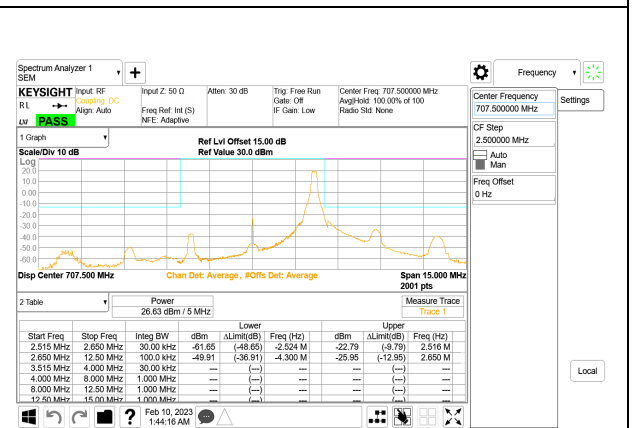 Spectrum Analyzer 1
SEM
+
Frequency
KEYSIGHT Input: RF Input Z: 50 Ω Atten: 30 dB Trig: Free Run Center Freq: 707.500000 MHz
RL Coupling: DC Gate: Off Avg|Hold: 100.00% of 100
Align: Auto Freq Ref: Int (S) IF Gain: Low Radio Std: None
NFE: Adaptive
LXI PASS
Center Frequency
707.500000 MHz
Settings
CF Step
2.500000 MHz
Auto
Man
Freq Offset
0 Hz
1 Graph
Ref Lvl Offset 15.00 dB
Scale/Div 10 dB Ref Value 30.0 dBm
Log
20.0
10.0
0.00
-10.0
-20.0
-30.0
-40.0
-50.0
-60.0
Disp Center 707.500 MHz Chan Det: Average , #Offs Det: Average Span 15.000 MHz
2001 pts
2 Table Power Measure Trace
26.63 dBm / 5 MHz Trace 1
Lower Upper
Start Freq Stop Freq Integ BW dBm ΔLimit(dB) Freq (Hz) dBm ΔLimit(dB) Freq (Hz)
2.515 MHz 2.650 MHz 30.00 kHz -61.65 (-48.65) -2.524 M -22.79 (-9.79) 2.516 M
2.650 MHz 12.50 MHz 100.0 kHz -49.91 (-36.91) -4.300 M -25.95 (-12.95) 2.650 M
3.515 MHz 4.000 MHz 30.00 kHz --- (---) --- --- (---) ---
4.000 MHz 8.000 MHz 1.000 MHz --- (---) --- --- (---) ---
8.000 MHz 12.50 MHz 1.000 MHz --- (---) --- --- (---) ---
12.50 MHz 15.00 MHz 1.000 MHz --- (---) --- --- (---) ---
Local
? Feb 10, 2023
1:44:16 AM